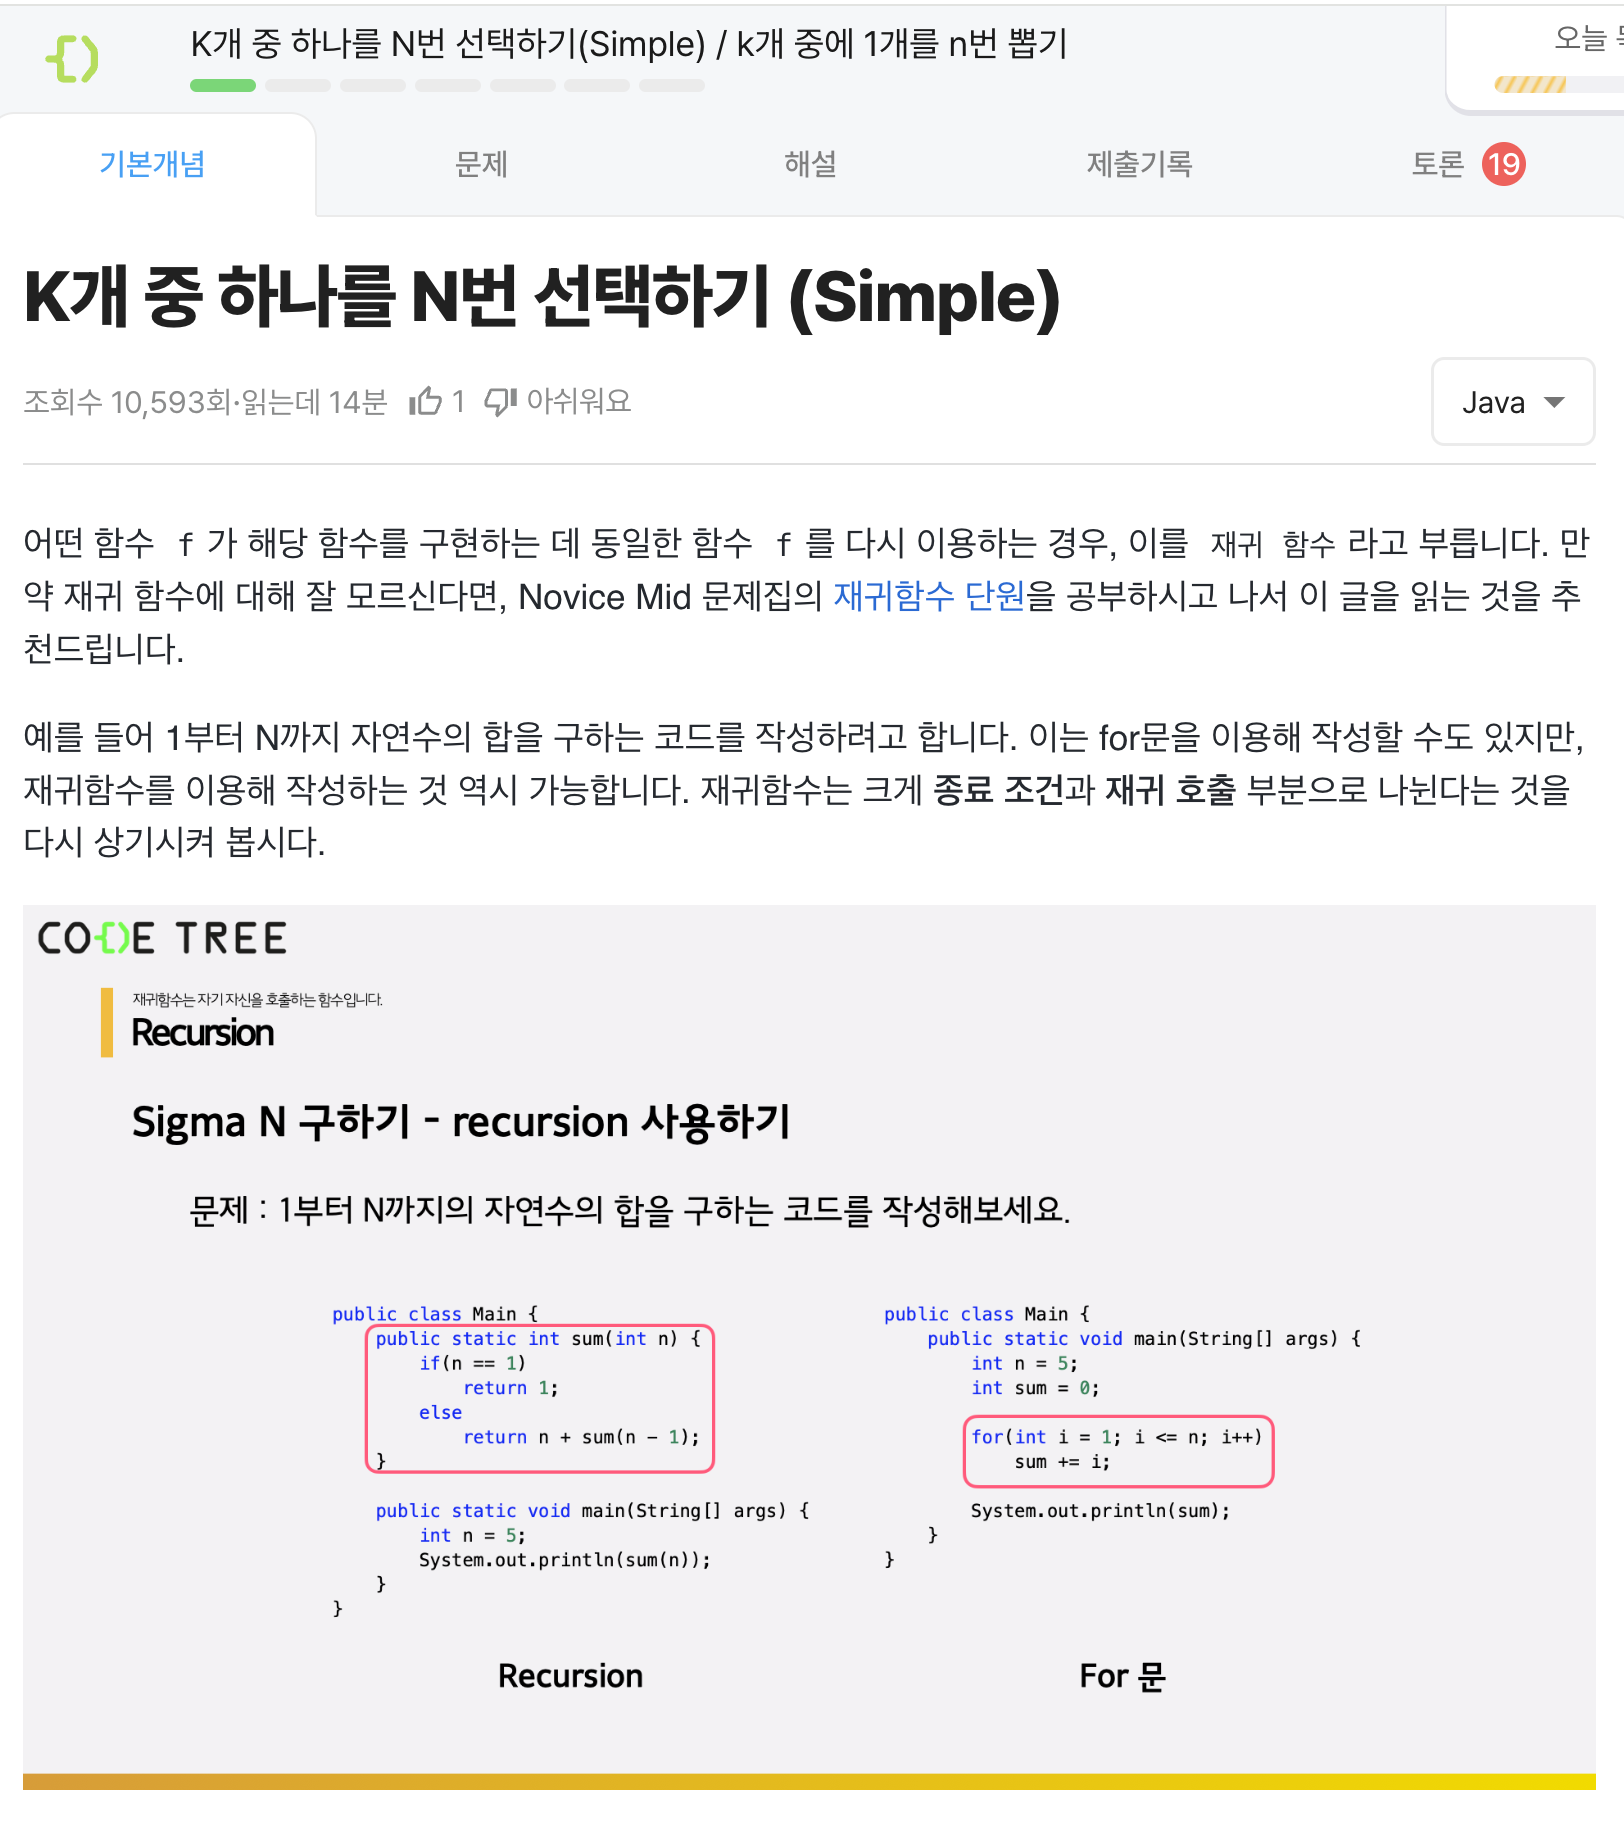 K개 중 하나를 N번 선택하기(Simple) / k개 중에 1개를 n번 뽑기
오늘
기본개념
문제
해설
제출기록
토론 19
K개 중 하나를 N번 선택하기 (Simple)
조회수 10,593회·읽는데 14분 1 아쉬워요
Java
어떤 함수 f 가 해당 함수를 구현하는 데 동일한 함수 f 를 다시 이용하는 경우, 이를 재귀 함수 라고 부릅니다. 만
약 재귀 함수에 대해 잘 모르신다면, Novice Mid 문제집의 재귀함수 단원을 공부하시고 나서 이 글을 읽는 것을 추
천드립니다.
예를 들어 1부터 N까지 자연수의 합을 구하는 코드를 작성하려고 합니다. 이는 for문을 이용해 작성할 수도 있지만,
재귀함수를 이용해 작성하는 것 역시 가능합니다. 재귀함수는 크게 종료 조건과 재귀 호출 부분으로 나뉜다는 것을
다시 상기시켜 봅시다.
CO{}E TREE
재귀함수는 자기 자신을 호출하는 함수입니다.
Recursion
Sigma N 구하기 - recursion 사용하기
문제 : 1부터 N까지의 자연수의 합을 구하는 코드를 작성해보세요.
public class Main {
public static int sum(int n) {
if(n == 1)
return 1;
else
return n + sum(n - 1);
}
public static void main(String[] args) {
int n = 5;
System.out.println(sum(n));
}
}
Recursion
public class Main {
public static void main(String[] args) {
int n = 5;
int sum = 0;
for(int i = 1; i <= n; i++)
sum += i;
System.out.println(sum);
}
}
For 문